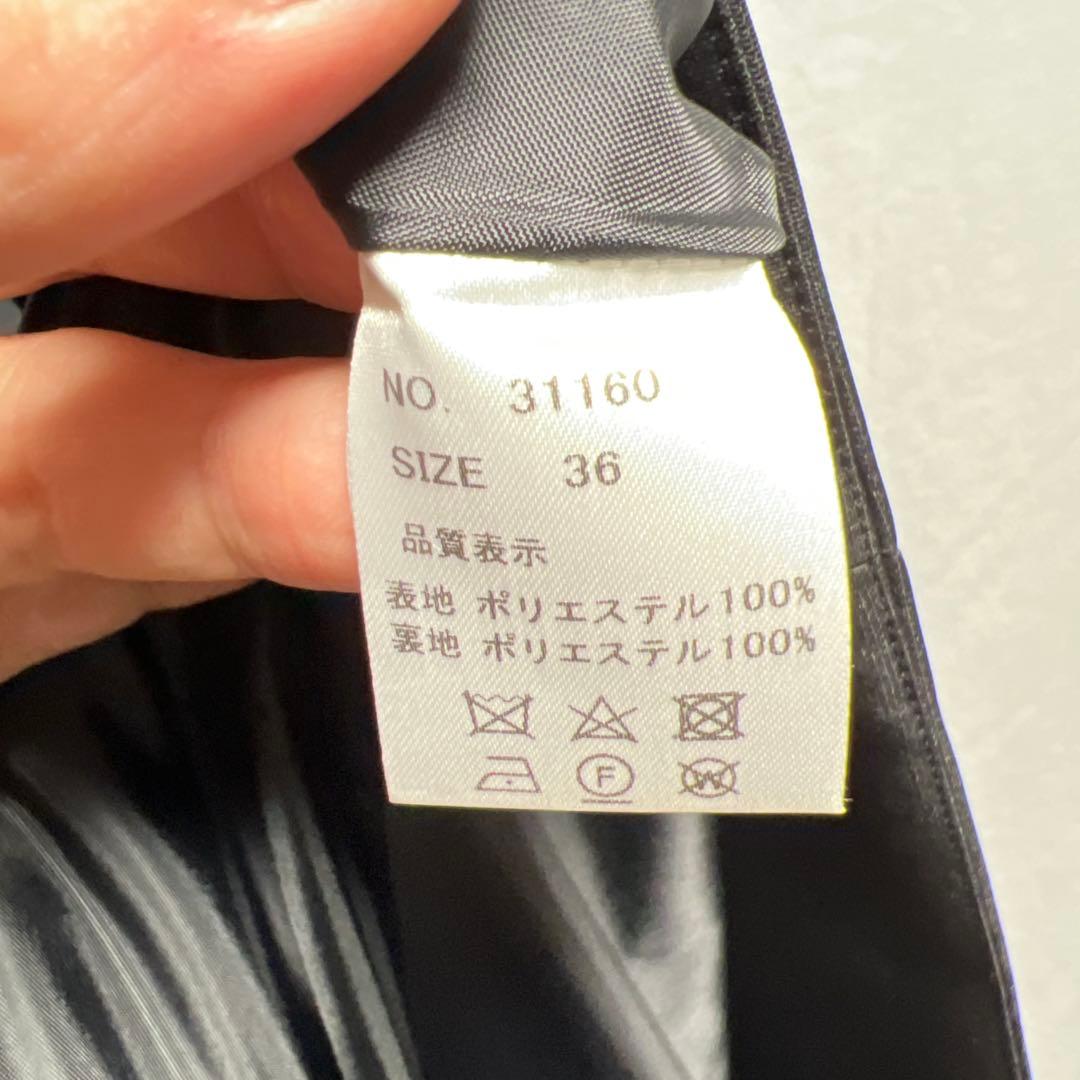 NO. 31160
SIZE 36
品質表示
表地 ポリエステル100%
裏地 ポリエステル100%
F W